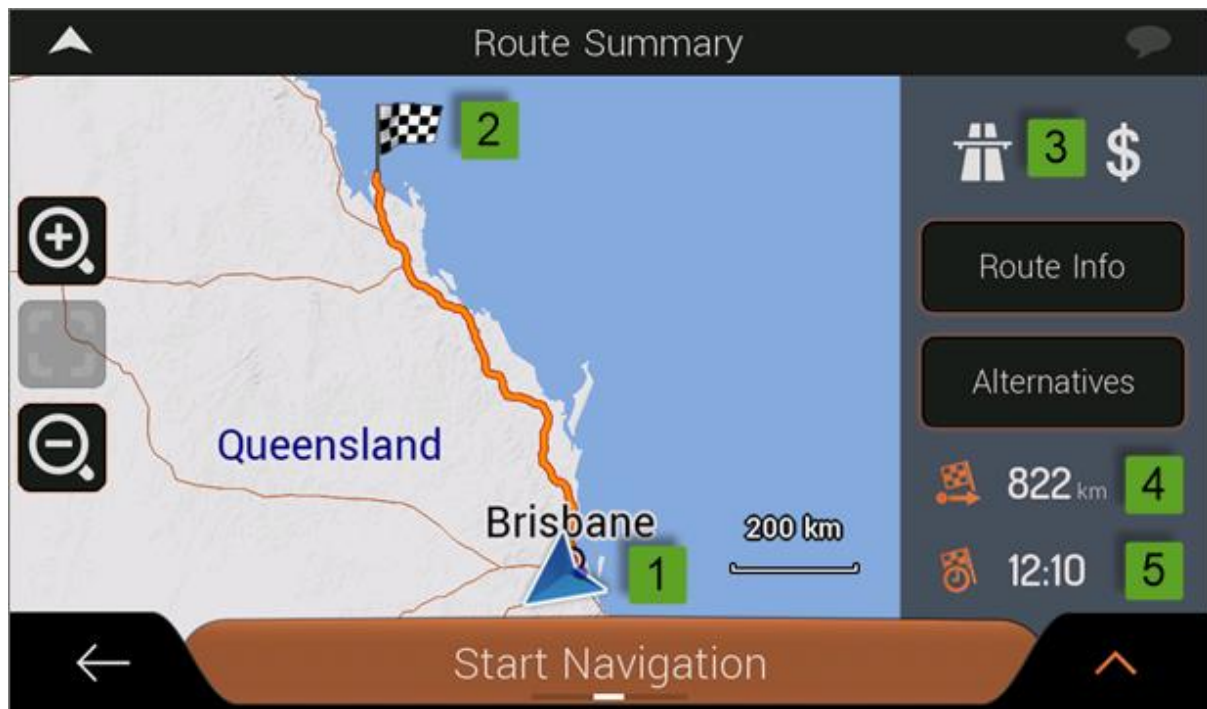 Route Summary
2
3 $
Route Info
Alternatives
Queensland
Brisbane
200 km
1
822 km 4
12:10 5
Start Navigation